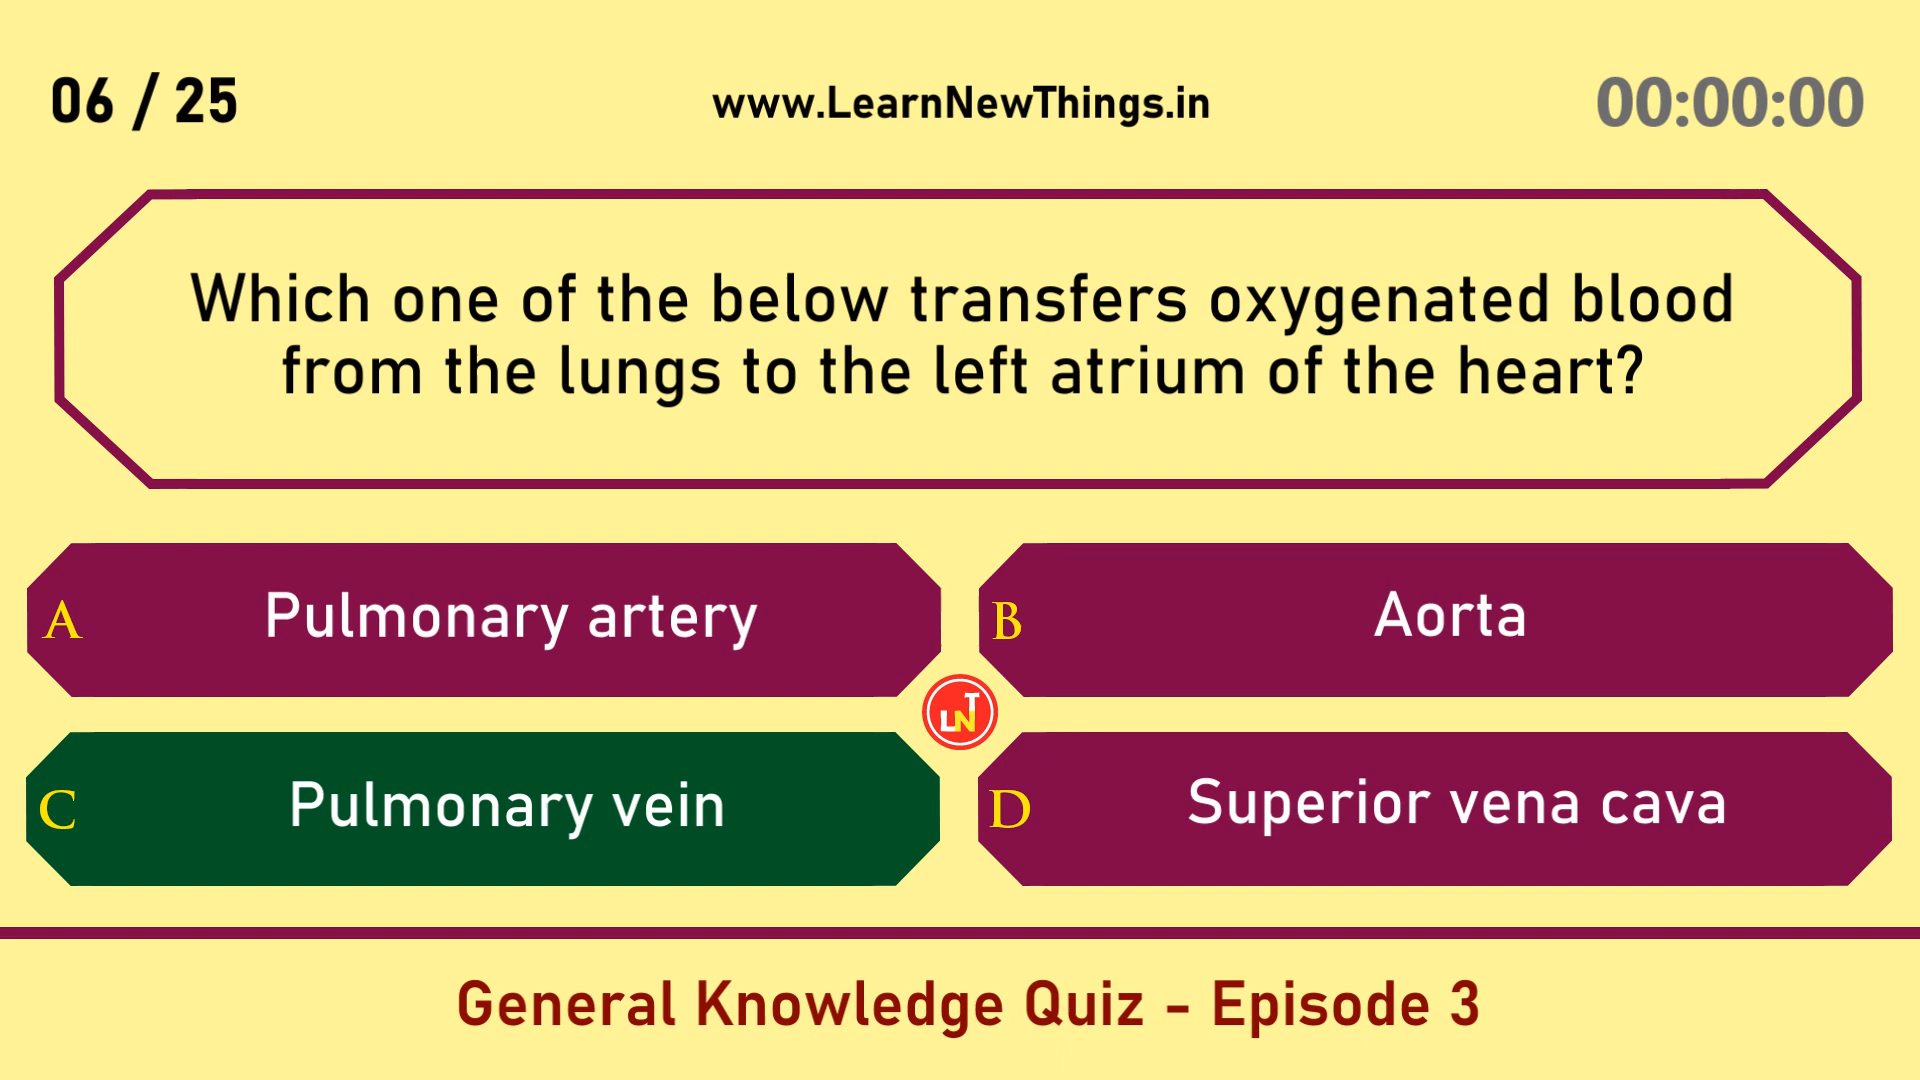 06 / 25
www.LearnNewThings.in
00:00:00
Which one of the below transfers oxygenated blood
from the lungs to the left atrium of the heart?
A Pulmonary artery
B Aorta
LNT
C Pulmonary vein
D Superior vena cava
General Knowledge Quiz - Episode 3